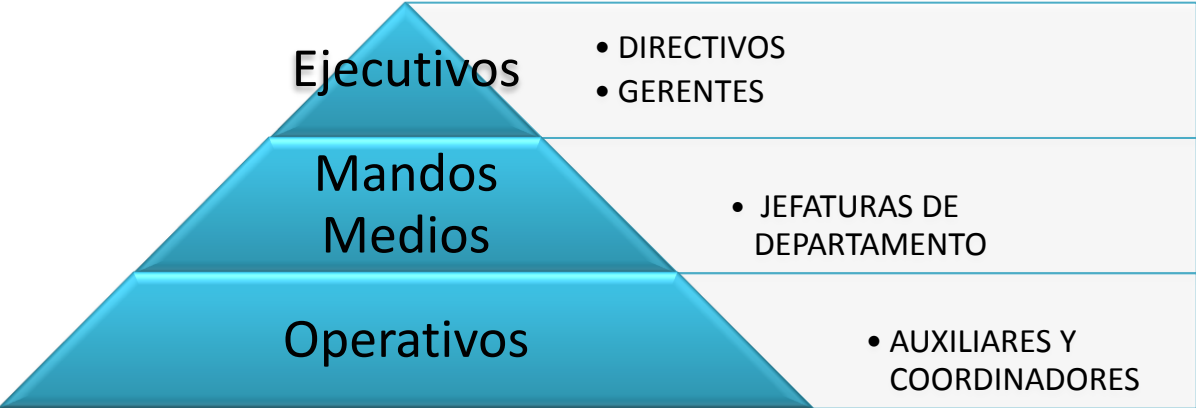 Ejecutivos
• DIRECTIVOS
• GERENTES
Mandos
Medios
• JEFATURAS DE
DEPARTAMENTO
Operativos
• AUXILIARES Y
COORDINADORES